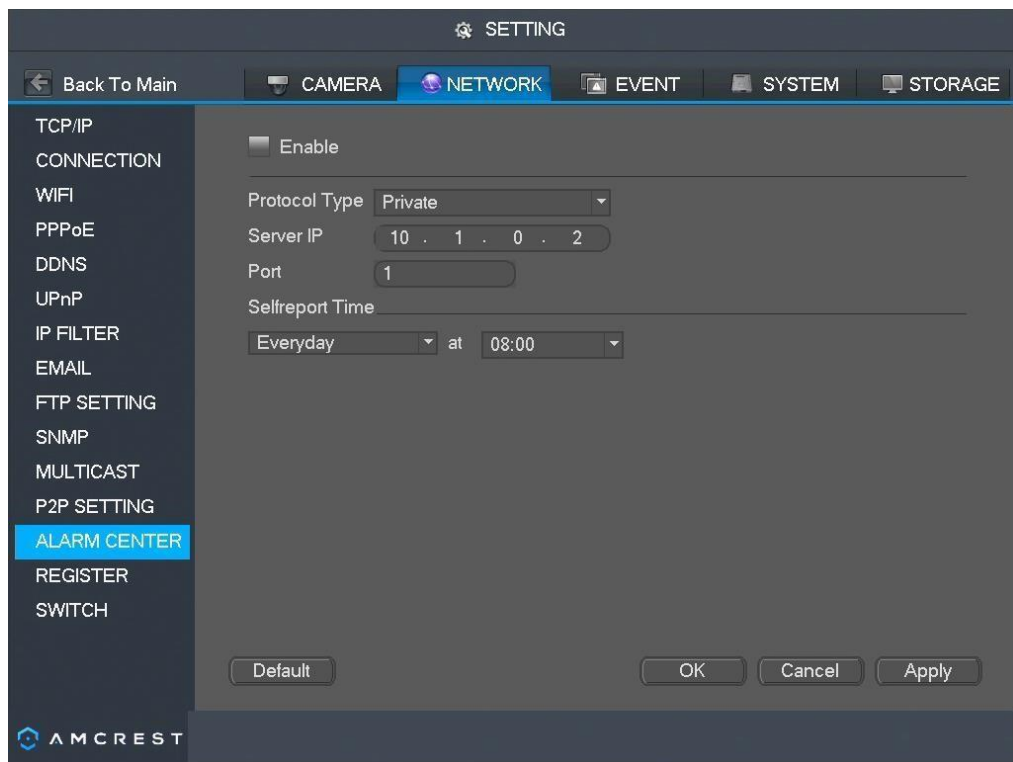 SETTING
Back To Main CAMERA NETWORK EVENT SYSTEM STORAGE
TCP/IP
CONNECTION
WIFI
PPPoE
DDNS
UPnP
IP FILTER
EMAIL
FTP SETTING
SNMP
MULTICAST
P2P SETTING
ALARM CENTER
REGISTER
SWITCH
Enable
Protocol Type Private
Server IP 10 . 1 . 0 . 2
Port 1
Selfreport Time
Everyday at 08:00
Default OK Cancel Apply
AMCREST